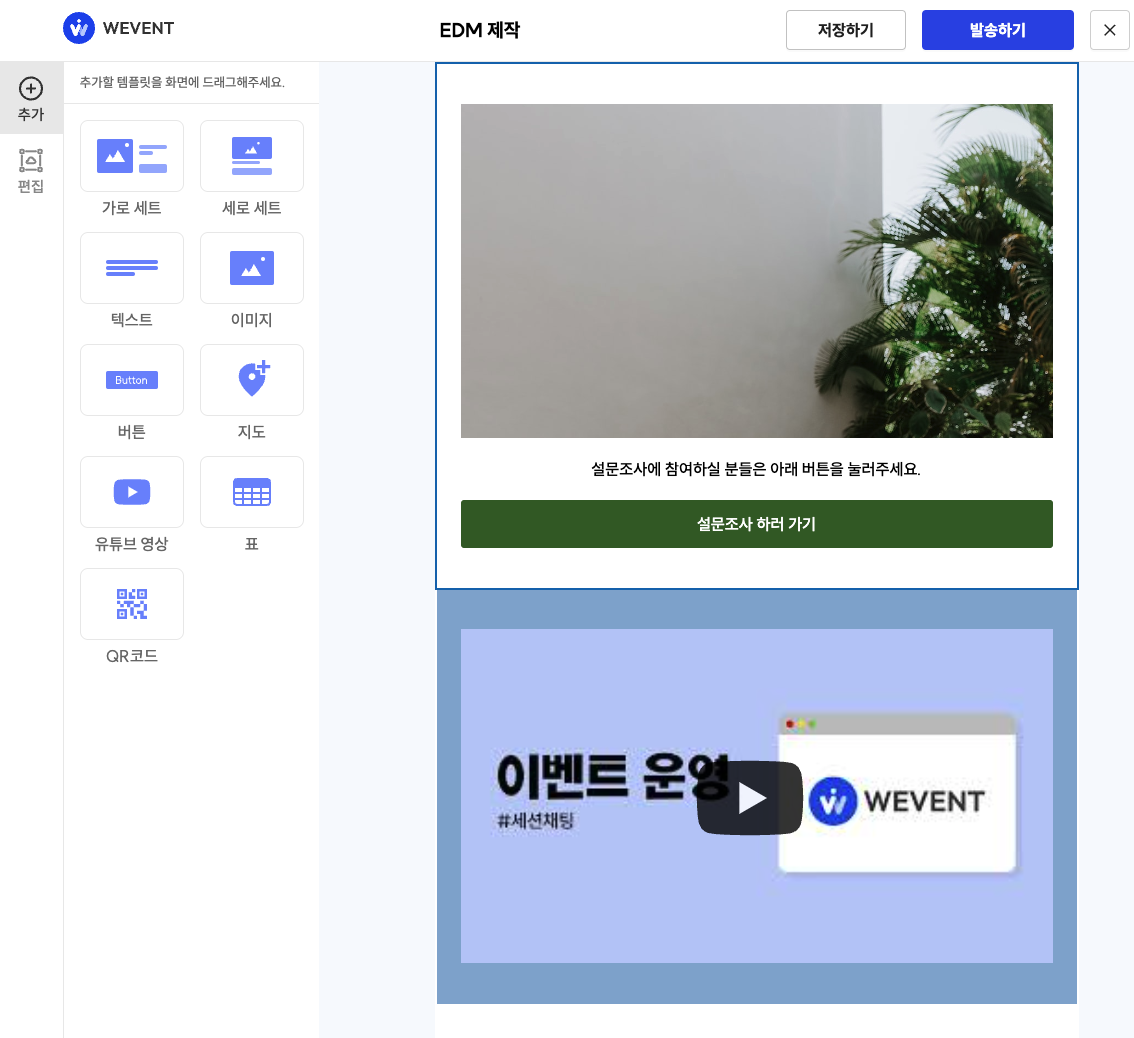 WEVENT
EDM 제작
저장하기
발송하기
추가
편집
추가할 템플릿을 화면에 드래그해주세요.
가로 세트
세로 세트
텍스트
이미지
Button
버튼
지도
유튜브 영상
표
QR코드
설문조사에 참여하실 분들은 아래 버튼을 눌러주세요.
설문조사 하러 가기
이벤트 운영
#세션채팅
WEVENT